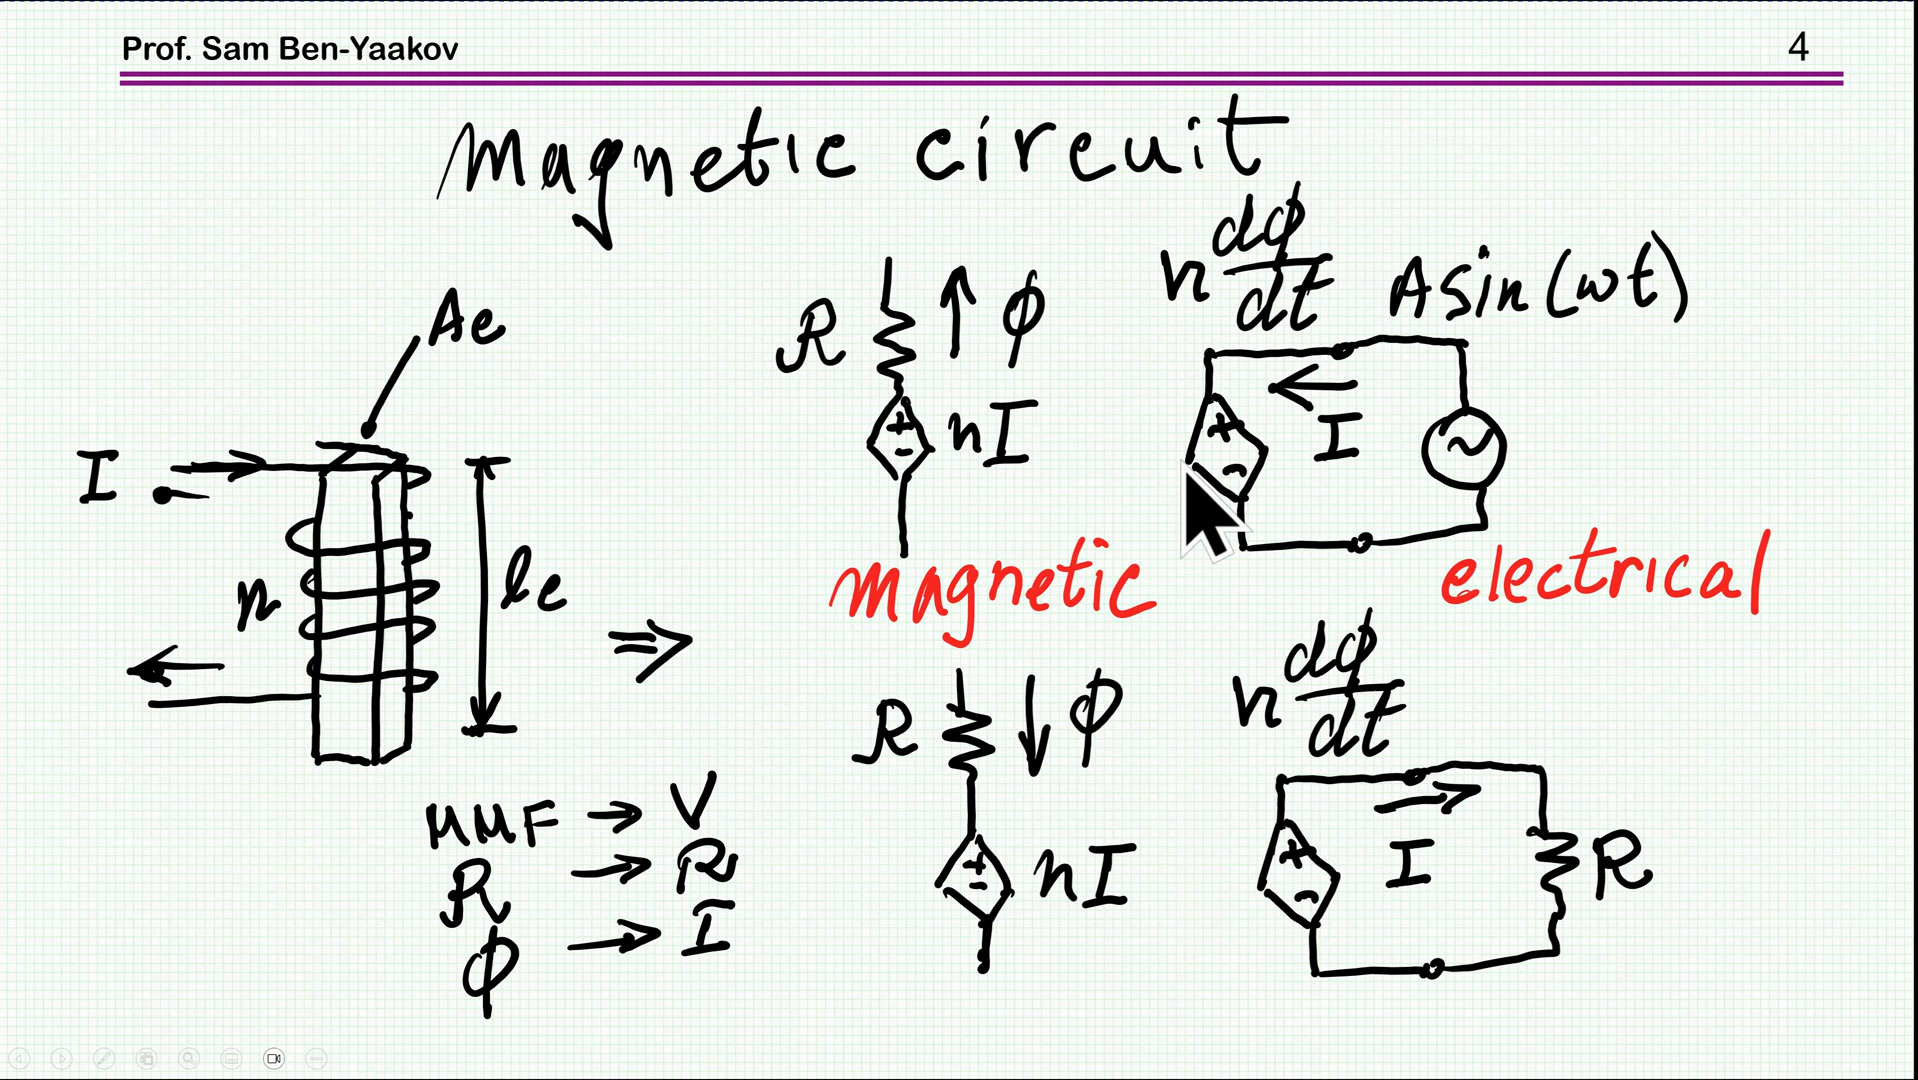 Prof. Sam Ben-Yaakov
4
Magnetic circuit
Ae
I
n
le
⇒
MMF → V
ℛ → R
ϕ → I
ℛ ↑ ϕ
nI
magnetic
n dϕ/dt
A sin(ωt)
I
electrical
ℛ ↓ ϕ
nI
n dϕ/dt
I
R